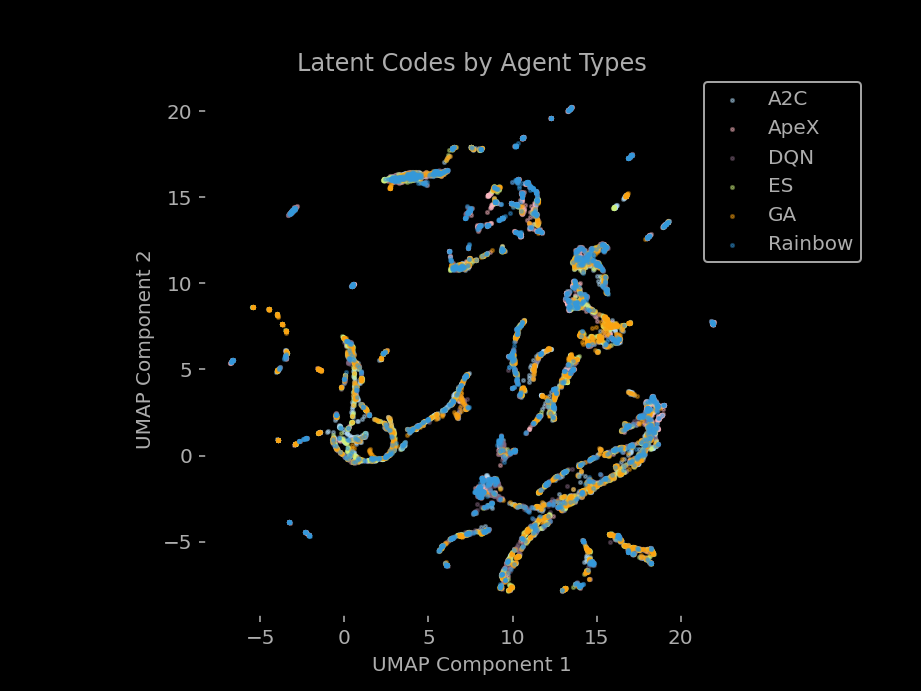 Latent Codes by Agent Types
A2C
ApeX
DQN
ES
GA
Rainbow
20
15
10
5
0
−5
UMAP Component 2
−5 0 5 10 15 20
UMAP Component 1